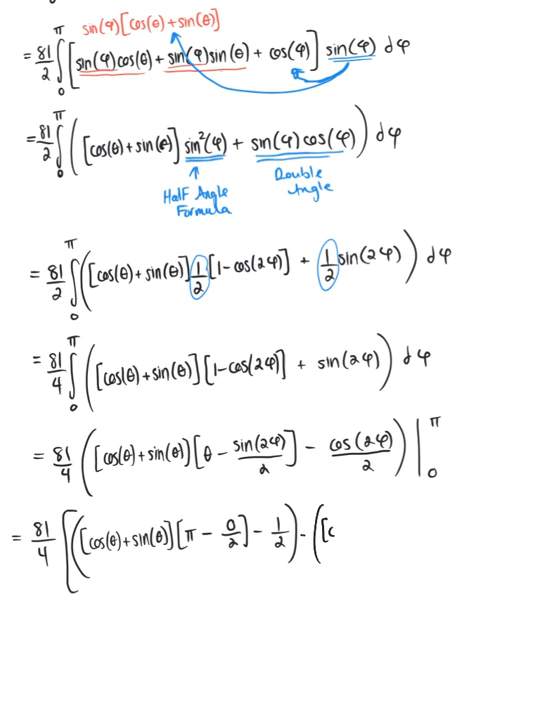 sin(φ)[cos(θ)+sin(θ)]
= 81/2 ∫₀^π [sin(φ)cos(θ) + sin(φ)sin(θ) + cos(φ)] sin(φ) dφ
= 81/2 ∫₀^π ([cos(θ)+sin(θ)] sin²(φ) + sin(φ)cos(φ)) dφ
Half Angle Double
Formula Angle
= 81/2 ∫₀^π ([cos(θ)+sin(θ)] 1/2 [1-cos(2φ)] + 1/2 sin(2φ)) dφ
= 81/4 ∫₀^π ([cos(θ)+sin(θ)][1-cos(2φ)] + sin(2φ)) dφ
= 81/4 ([cos(θ)+sin(θ)][θ - sin(2φ)/2] - cos(2φ)/2) |₀^π
= 81/4 [([cos(θ)+sin(θ)][π - 0/2] - 1/2) - ([c